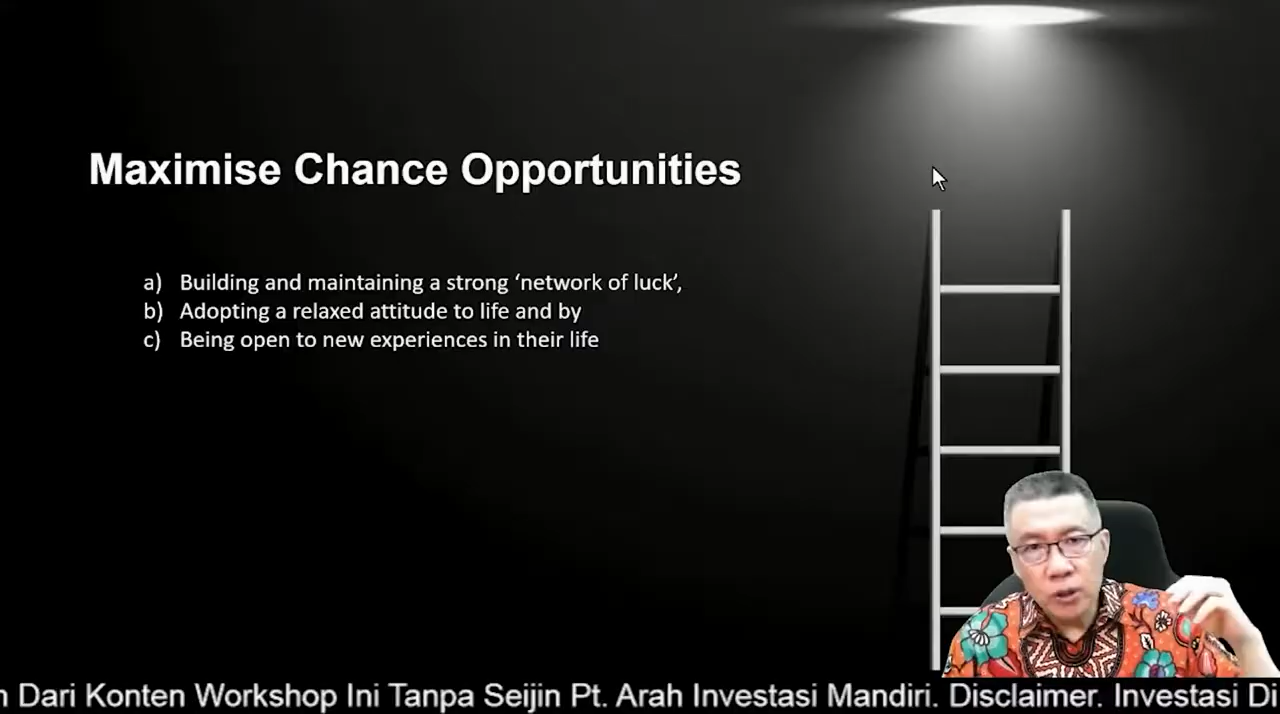 Maximise Chance Opportunities
a) Building and maintaining a strong ‘network of luck’,
b) Adopting a relaxed attitude to life and by
c) Being open to new experiences in their life
Dari Konten Workshop Ini Tanpa Seijin Pt. Arah Investasi Mandiri. Disclaimer. Investasi